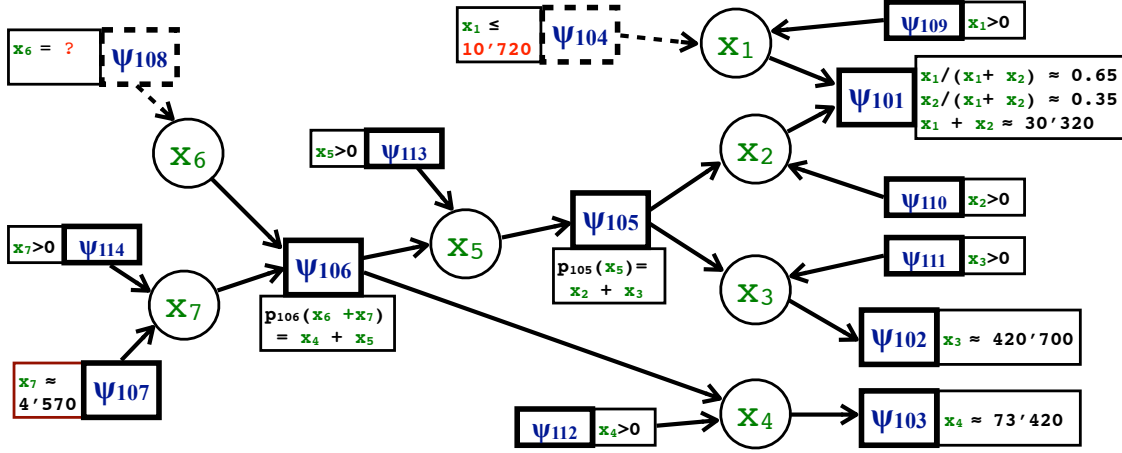 x₆ = ?
ψ108
x₁ ≤
10’720
ψ104
x₁
ψ109
x₁>0
ψ101
x₁/(x₁+ x₂) ≈ 0.65
x₂/(x₁+ x₂) ≈ 0.35
x₁ + x₂ ≈ 30’320
x₆
x₅>0
ψ113
x₂
ψ110
x₂>0
x₇>0
ψ114
x₅
ψ105
p₁₀₅(x₅)=
x₂ + x₃
ψ111
x₃>0
ψ106
p₁₀₆(x₆ +x₇)
= x₄ + x₅
x₇
x₃
ψ102
x₃ ≈ 420’700
x₇ ≈
4’570
ψ107
ψ112
x₄>0
x₄
ψ103
x₄ ≈ 73’420